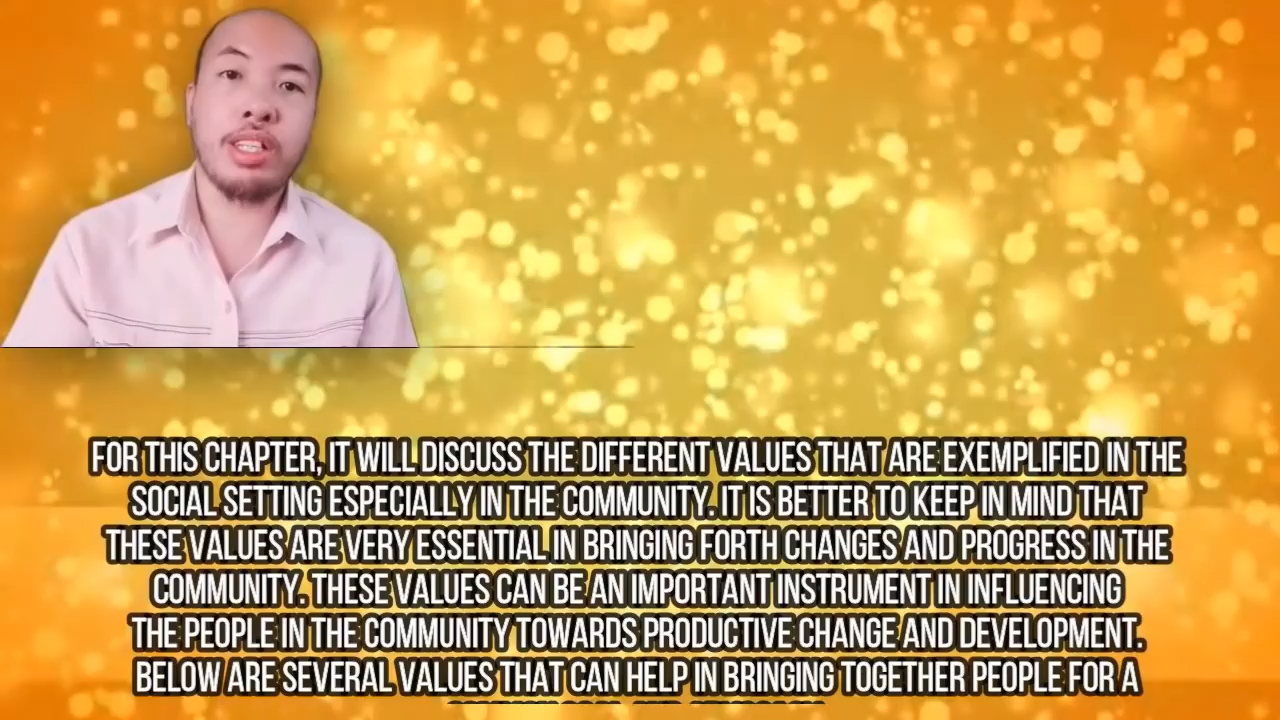 FOR THIS CHAPTER, IT WILL DISCUSS THE DIFFERENT VALUES THAT ARE EXEMPLIFIED IN THE
SOCIAL SETTING ESPECIALLY IN THE COMMUNITY. IT IS BETTER TO KEEP IN MIND THAT
THESE VALUES ARE VERY ESSENTIAL IN BRINGING FORTH CHANGES AND PROGRESS IN THE
COMMUNITY. THESE VALUES CAN BE AN IMPORTANT INSTRUMENT IN INFLUENCING
THE PEOPLE IN THE COMMUNITY TOWARDS PRODUCTIVE CHANGE AND DEVELOPMENT.
BELOW ARE SEVERAL VALUES THAT CAN HELP IN BRINGING TOGETHER PEOPLE FOR A